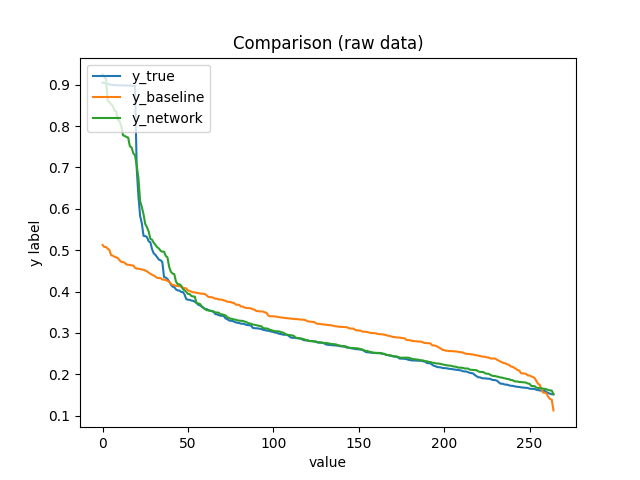 Comparison (raw data)
y_true
y_baseline
y_network
y label
0.9
0.8
0.7
0.6
0.5
0.4
0.3
0.2
0.1
0 50 100 150 200 250
value